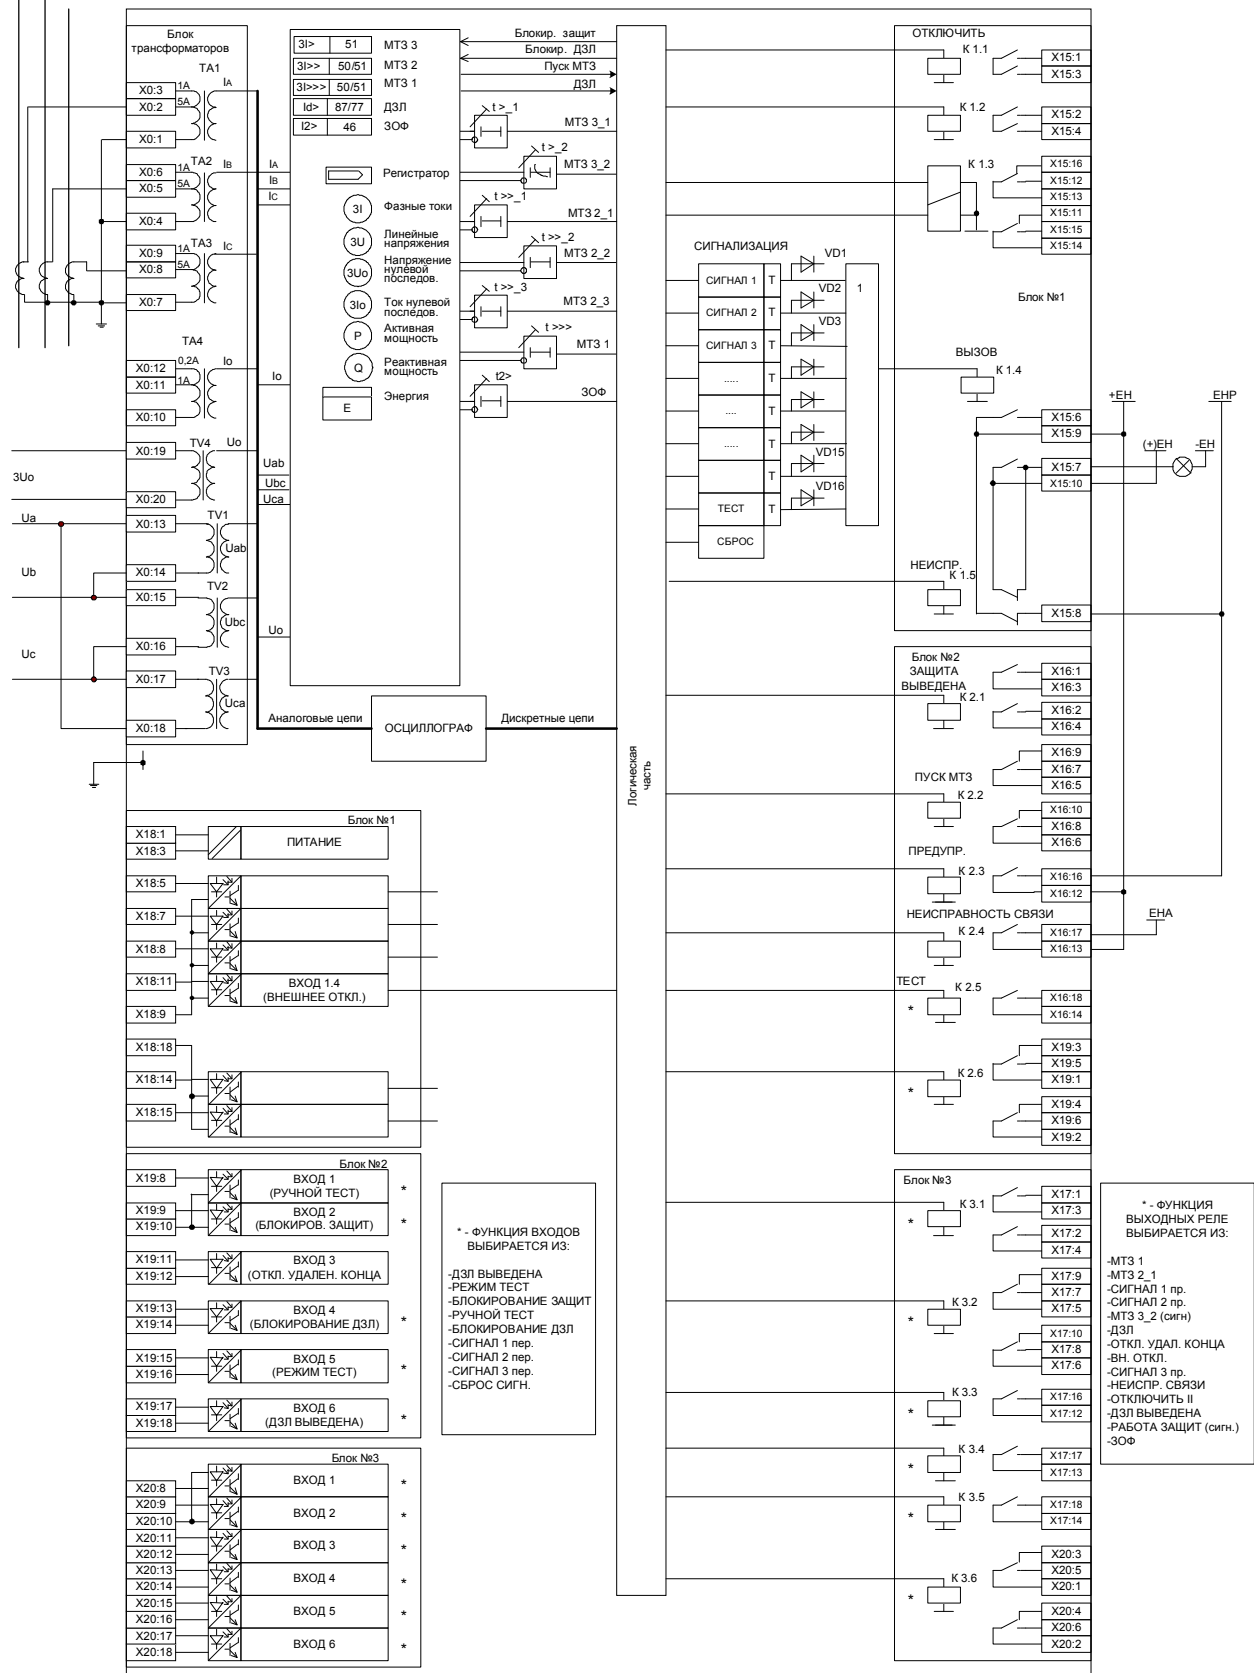 Блок
трансформаторов
TA1
X0:3
1A
IA
X0:2
5A
X0:1
TA2
X0:6
1A
IB
X0:5
5A
X0:4
TA3
X0:9
1A
IC
X0:8
5A
X0:7
TA4
X0:12
0,2A
Io
X0:11
1A
X0:10
X0:19
TV4
Uo
3Uo
X0:20
Ua
X0:13
TV1
Uab
Ub
X0:14
X0:15
TV2
Ubc
Uc
X0:16
X0:17
TV3
Uca
X0:18
IA
IB
IC
Io
Uab
Ubc
Uca
Uo
3I> 51 МТЗ 3
3I>> 50/51 МТЗ 2
3I>>> 50/51 МТЗ 1
Id> 87/77 ДЗЛ
I2> 46 ЗОФ
Регистратор
3I Фазные токи
3U Линейные
напряжения
3Uo Напряжение
нулевой
последов.
3Io Ток нулевой
последов.
P Активная
мощность
Q Реактивная
мощность
E Энергия
Блокир. защит
Блокир. ДЗЛ
Пуск МТЗ
ДЗЛ
t >_1
МТЗ 3_1
t >_2
МТЗ 3_2
t >>_1
МТЗ 2_1
t >>_2
МТЗ 2_2
t >>_3
МТЗ 2_3
t >>>
МТЗ 1
t2>
ЗОФ
Аналоговые цепи
ОСЦИЛЛОГРАФ
Дискретные цепи
Логическая
часть
СИГНАЛИЗАЦИЯ
СИГНАЛ 1 T VD1
1
СИГНАЛ 2 T VD2
СИГНАЛ 3 T VD3
..... T
.... T
..... T
T VD15
ТЕСТ T VD16
СБРОС
ОТКЛЮЧИТЬ
К 1.1
X15:1
X15:3
К 1.2
X15:2
X15:4
К 1.3
X15:16
X15:12
X15:13
X15:11
X15:15
X15:14
Блок №1
ВЫЗОВ
К 1.4
X15:6
X15:9
X15:7
X15:10
НЕИСПР.
К 1.5
X15:8
+EH
EHP
(+)EH
-EH
Блок №2
ЗАЩИТА
ВЫВЕДЕНА
К 2.1
X16:1
X16:3
X16:2
X16:4
ПУСК МТЗ
К 2.2
X16:9
X16:7
X16:5
X16:10
X16:8
X16:6
ПРЕДУПР.
К 2.3
X16:16
X16:12
НЕИСПРАВНОСТЬ СВЯЗИ
К 2.4
X16:17
X16:13
EHA
ТЕСТ
К 2.5
*
X16:18
X16:14
К 2.6
*
X19:3
X19:5
X19:1
X19:4
X19:6
X19:2
Блок №3
К 3.1
*
X17:1
X17:3
X17:2
X17:4
К 3.2
*
X17:9
X17:7
X17:5
X17:10
X17:8
X17:6
К 3.3
*
X17:16
X17:12
К 3.4
*
X17:17
X17:13
К 3.5
*
X17:18
X17:14
К 3.6
*
X20:3
X20:5
X20:1
X20:4
X20:6
X20:2
Блок №1
X18:1
X18:3
ПИТАНИЕ
X18:5
X18:7
X18:8
X18:11
ВХОД 1.4
(ВНЕШНЕЕ ОТКЛ.)
X18:9
X18:18
X18:14
X18:15
Блок №2
X19:8
ВХОД 1
(РУЧНОЙ ТЕСТ)
*
X19:9
X19:10
ВХОД 2
(БЛОКИРОВ. ЗАЩИТ)
*
X19:11
X19:12
ВХОД 3
(ОТКЛ. УДАЛЕН. КОНЦА
X19:13
X19:14
ВХОД 4
(БЛОКИРОВАНИЕ ДЗЛ)
*
X19:15
X19:16
ВХОД 5
(РЕЖИМ ТЕСТ)
*
X19:17
X19:18
ВХОД 6
(ДЗЛ ВЫВЕДЕНА)
*
Блок №3
X20:8
ВХОД 1
*
X20:9
X20:10
ВХОД 2
*
X20:11
X20:12
ВХОД 3
*
X20:13
X20:14
ВХОД 4
*
X20:15
X20:16
ВХОД 5
*
X20:17
X20:18
ВХОД 6
*
* - ФУНКЦИЯ ВХОДОВ
ВЫБИРАЕТСЯ ИЗ:
-ДЗЛ ВЫВЕДЕНА
-РЕЖИМ ТЕСТ
-БЛОКИРОВАНИЕ ЗАЩИТ
-РУЧНОЙ ТЕСТ
-БЛОКИРОВАНИЕ ДЗЛ
-СИГНАЛ 1 пер.
-СИГНАЛ 2 пер.
-СИГНАЛ 3 пер.
-СБРОС СИГН.
* - ФУНКЦИЯ
ВЫХОДНЫХ РЕЛЕ
ВЫБИРАЕТСЯ ИЗ:
-МТЗ 1
-МТЗ 2_1
-СИГНАЛ 1 пр.
-СИГНАЛ 2 пр.
-МТЗ 3_2 (сигн)
-ДЗЛ
-ОТКЛ. УДАЛ. КОНЦА
-ВН. ОТКЛ.
-СИГНАЛ 3 пр.
-НЕИСПР. СВЯЗИ
-ОТКЛЮЧИТЬ II
-ДЗЛ ВЫВЕДЕНА
-РАБОТА ЗАЩИТ (сигн.)
-ЗОФ